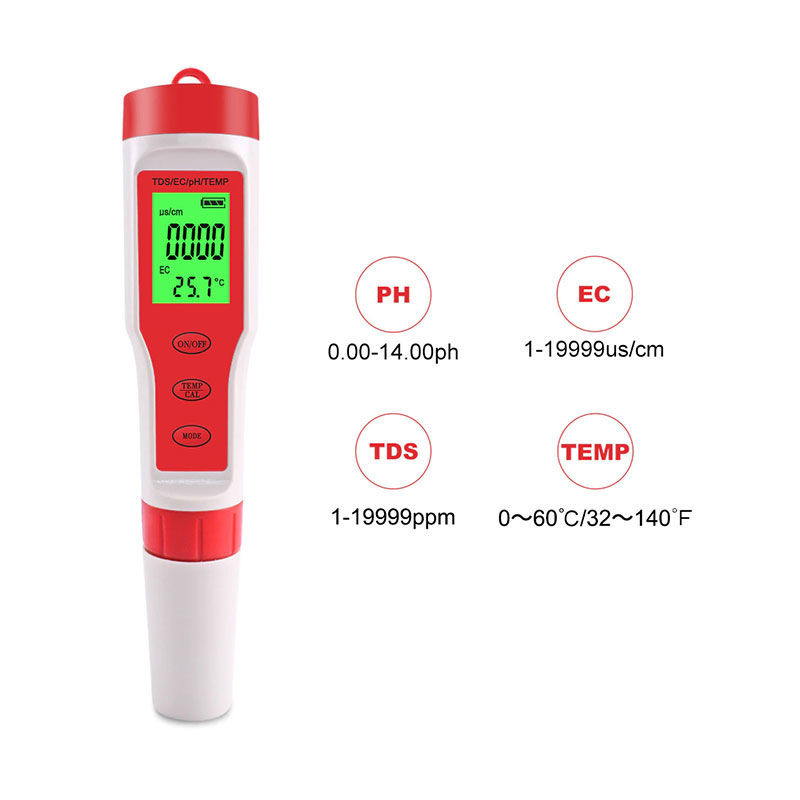 TDS/EC/pH/TEMP
µs/cm
0000
EC
25.7°C
ON/OFF
TEMP
CAL
MODE
PH
0.00-14.00ph
EC
1-19999us/cm
TDS
1-19999ppm
TEMP
0～60°C/32～140°F